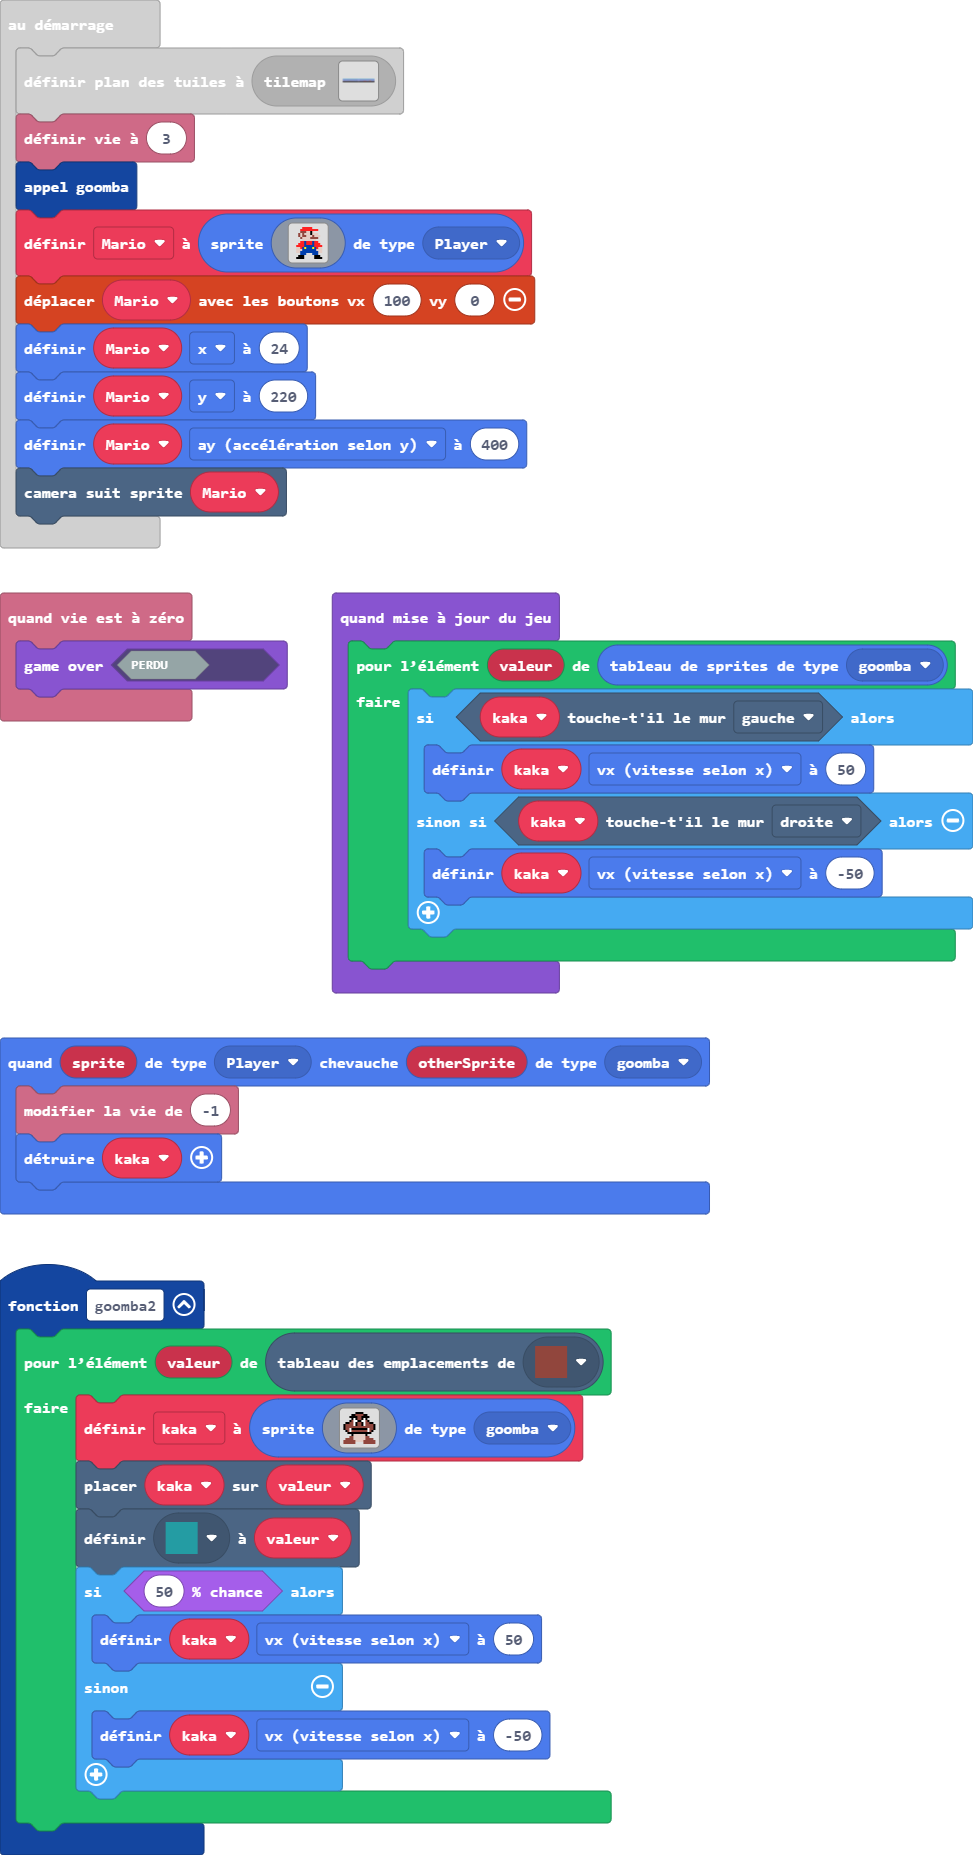 au démarrage
définir plan des tuiles à tilemap
définir vie à 3
appel goomba
définir Mario à sprite de type Player
déplacer Mario avec les boutons vx 100 vy 0
définir Mario x à 24
définir Mario y à 220
définir Mario ay (accélération selon y) à 400
camera suit sprite Mario
quand vie est à zéro
game over PERDU
quand mise à jour du jeu
pour l'élément valeur de tableau de sprites de type goomba
faire
si kaka touche-t'il le mur gauche alors
définir kaka vx (vitesse selon x) à 50
sinon si kaka touche-t'il le mur droite alors
définir kaka vx (vitesse selon x) à -50
quand sprite de type Player chevauche otherSprite de type goomba
modifier la vie de -1
détruire kaka
fonction goomba2
pour l'élément valeur de tableau des emplacements de
faire
définir kaka à sprite de type goomba
placer kaka sur valeur
définir à valeur
si 50 % chance alors
définir kaka vx (vitesse selon x) à 50
sinon
définir kaka vx (vitesse selon x) à -50